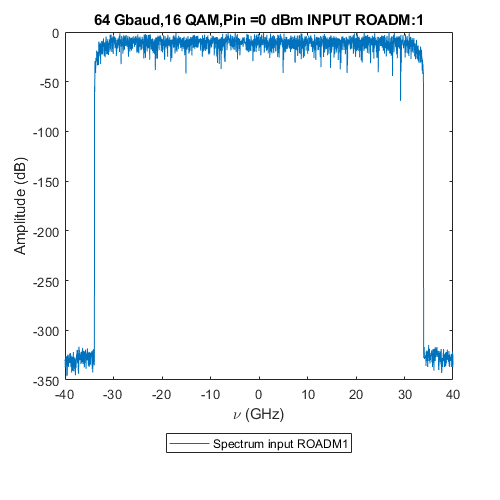 64 Gbaud,16 QAM,Pin =0 dBm INPUT ROADM:1
0
-50
-100
-150
-200
-250
-300
-350
Amplitude (dB)
-40 -30 -20 -10 0 10 20 30 40
ν (GHz)
Spectrum input ROADM1